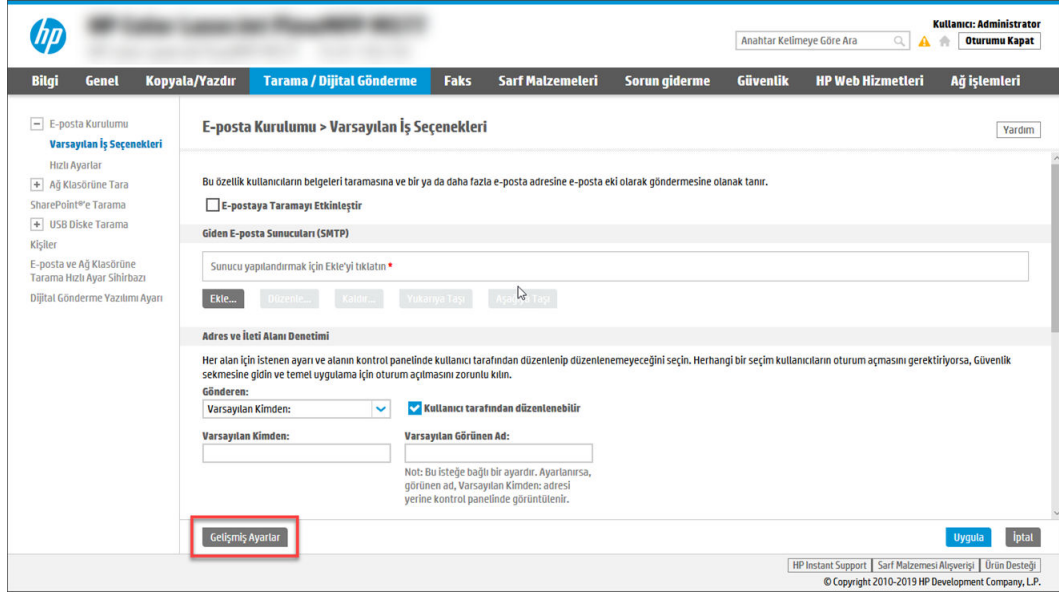 hp
Kullanıcı: Administrator
Anahtar Kelimeye Göre Ara
Oturumu Kapat
Bilgi Genel Kopyala/Yazdır Tarama / Dijital Gönderme Faks Sarf Malzemeleri Sorun giderme Güvenlik HP Web Hizmetleri Ağ işlemleri
E-posta Kurulumu
Varsayılan İş Seçenekleri
Hızlı Ayarlar
Ağ Klasörüne Tara
SharePoint®'e Tarama
USB Diske Tarama
Kişiler
E-posta ve Ağ Klasörüne
Tarama Hızlı Ayar Sihirbazı
Dijital Gönderme Yazılımı Ayarı
E-posta Kurulumu > Varsayılan İş Seçenekleri
Yardım
Bu özellik kullanıcıların belgeleri taramasına ve bir ya da daha fazla e-posta adresine e-posta eki olarak göndermesine olanak tanır.
E-postaya Taramayı Etkinleştir
Giden E-posta Sunucuları (SMTP)
Sunucu yapılandırmak için Ekle'yi tıklatın *
Ekle... Düzenle... Kaldır... Yukarıya Taşı Aşağıya Taşı
Adres ve İleti Alanı Denetimi
Her alan için istenen ayarı ve alanın kontrol panelinde kullanıcı tarafından düzenlenip düzenlenemeyeceğini seçin. Herhangi bir seçim kullanıcıların oturum açmasını gerektiriyorsa, Güvenlik
sekmesine gidin ve temel uygulama için oturum açılmasını zorunlu kılın.
Gönderen:
Varsayılan Kimden:
Kullanıcı tarafından düzenlenebilir
Varsayılan Kimden: Varsayılan Görünen Ad:
Not: Bu isteğe bağlı bir ayardır. Ayarlanırsa,
görünen ad, Varsayılan Kimden: adresi
yerine kontrol panelinde görüntülenir.
Gelişmiş Ayarlar
Uygula İptal
HP Instant Support Sarf Malzemesi Alışverişi Ürün Desteği
© Copyright 2010-2019 HP Development Company, L.P.